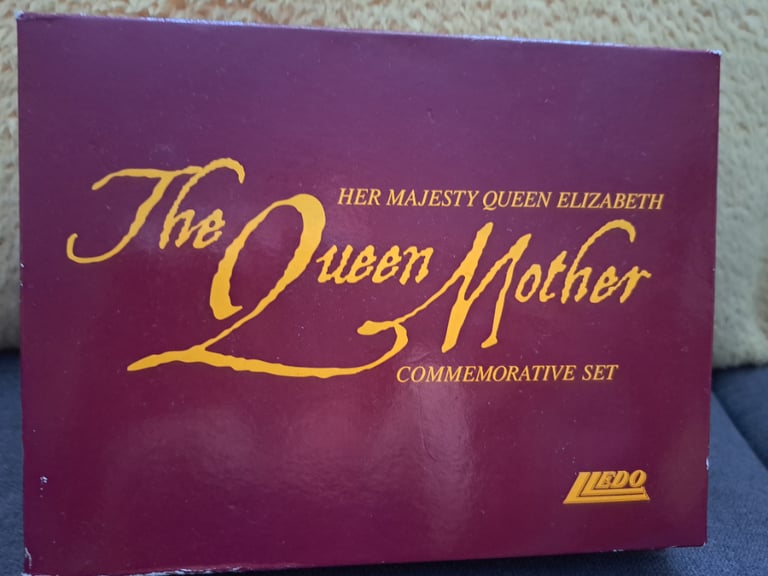 HER MAJESTY QUEEN ELIZABETH
The Queen Mother
COMMEMORATIVE SET
LLEDO